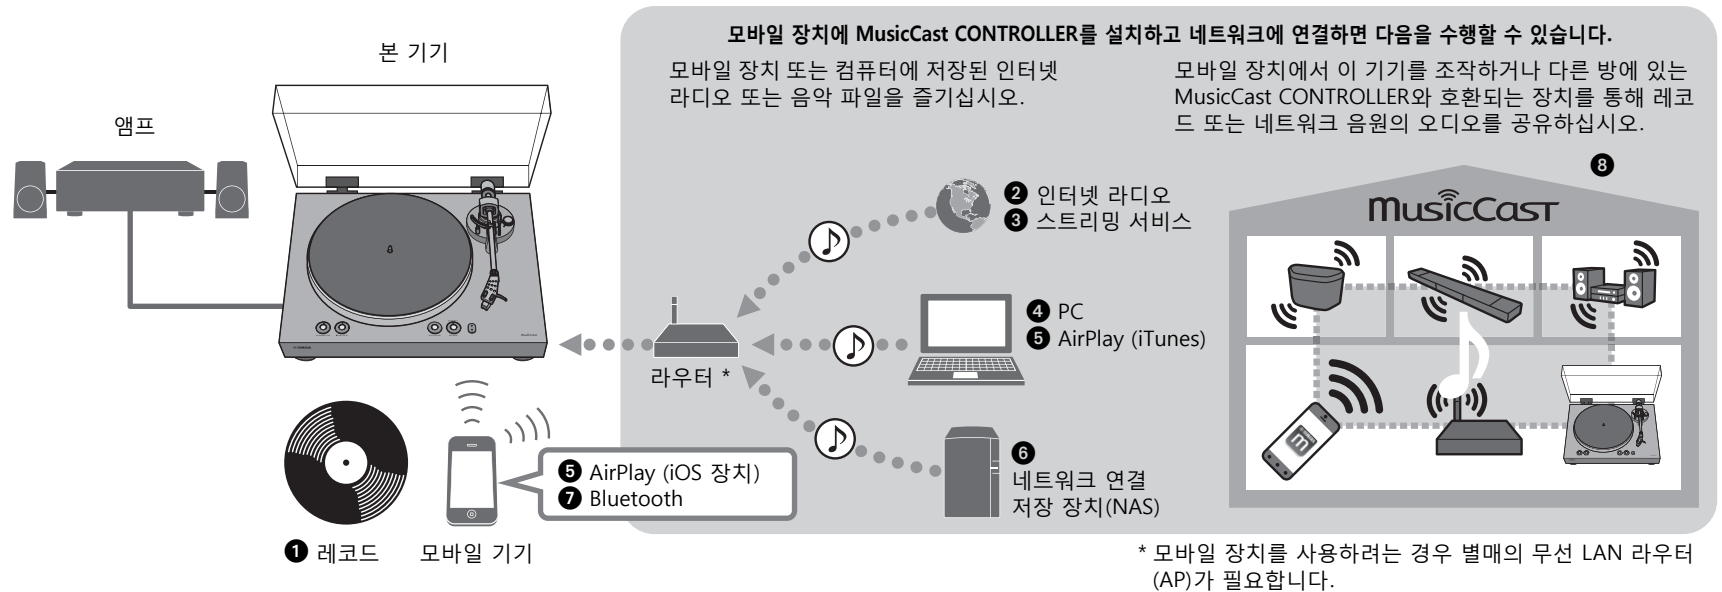 모바일 장치에 MusicCast CONTROLLER를 설치하고 네트워크에 연결하면 다음을 수행할 수 있습니다.
본 기기
앰프
모바일 장치 또는 컴퓨터에 저장된 인터넷
라디오 또는 음악 파일을 즐기십시오.
모바일 장치에서 이 기기를 조작하거나 다른 방에 있는
MusicCast CONTROLLER와 호환되는 장치를 통해 레코
드 또는 네트워크 음원의 오디오를 공유하십시오.
❷ 인터넷 라디오
❸ 스트리밍 서비스
❹ PC
❺ AirPlay (iTunes)
라우터 *
❻
네트워크 연결
저장 장치(NAS)
❽
MusicCast
❺ AirPlay (iOS 장치)
❼ Bluetooth
❶ 레코드
모바일 기기
* 모바일 장치를 사용하려는 경우 별매의 무선 LAN 라우터
(AP)가 필요합니다.